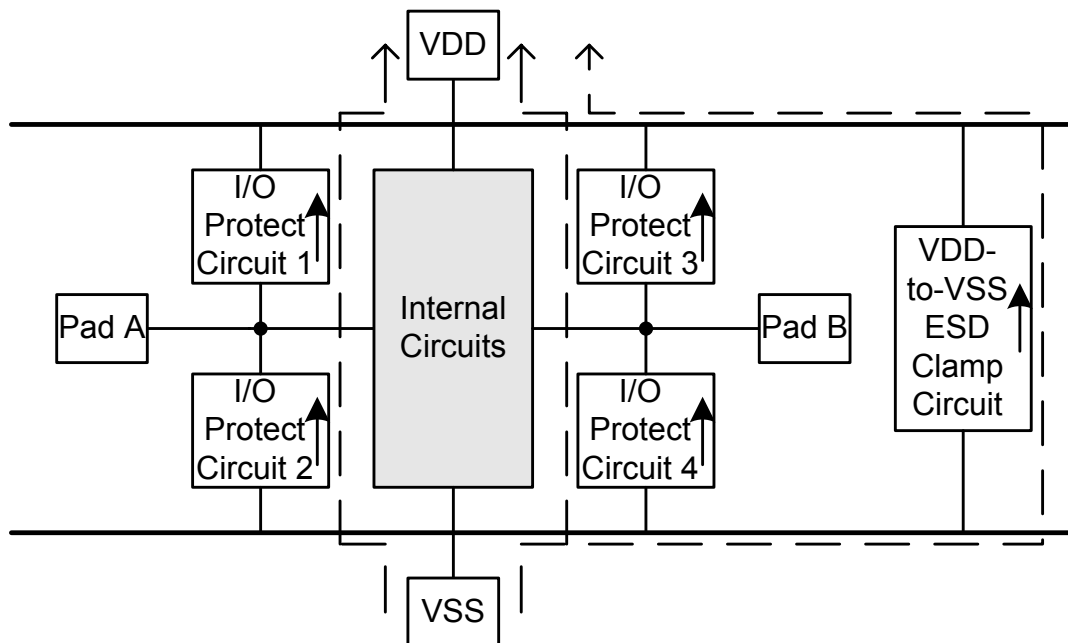 VDD
I/O
Protect
Circuit 1
I/O
Protect
Circuit 3
VDD-
to-VSS
ESD
Clamp
Circuit
Internal
Circuits
Pad A
Pad B
I/O
Protect
Circuit 2
I/O
Protect
Circuit 4
VSS